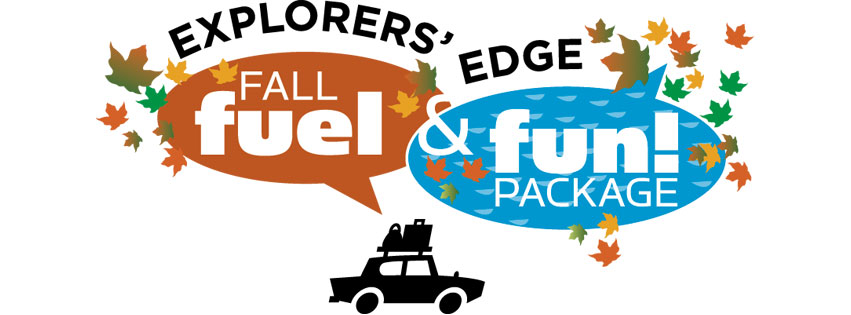 EXPLORERS' EDGE
FALL
fuel
&
fun!
PACKAGE